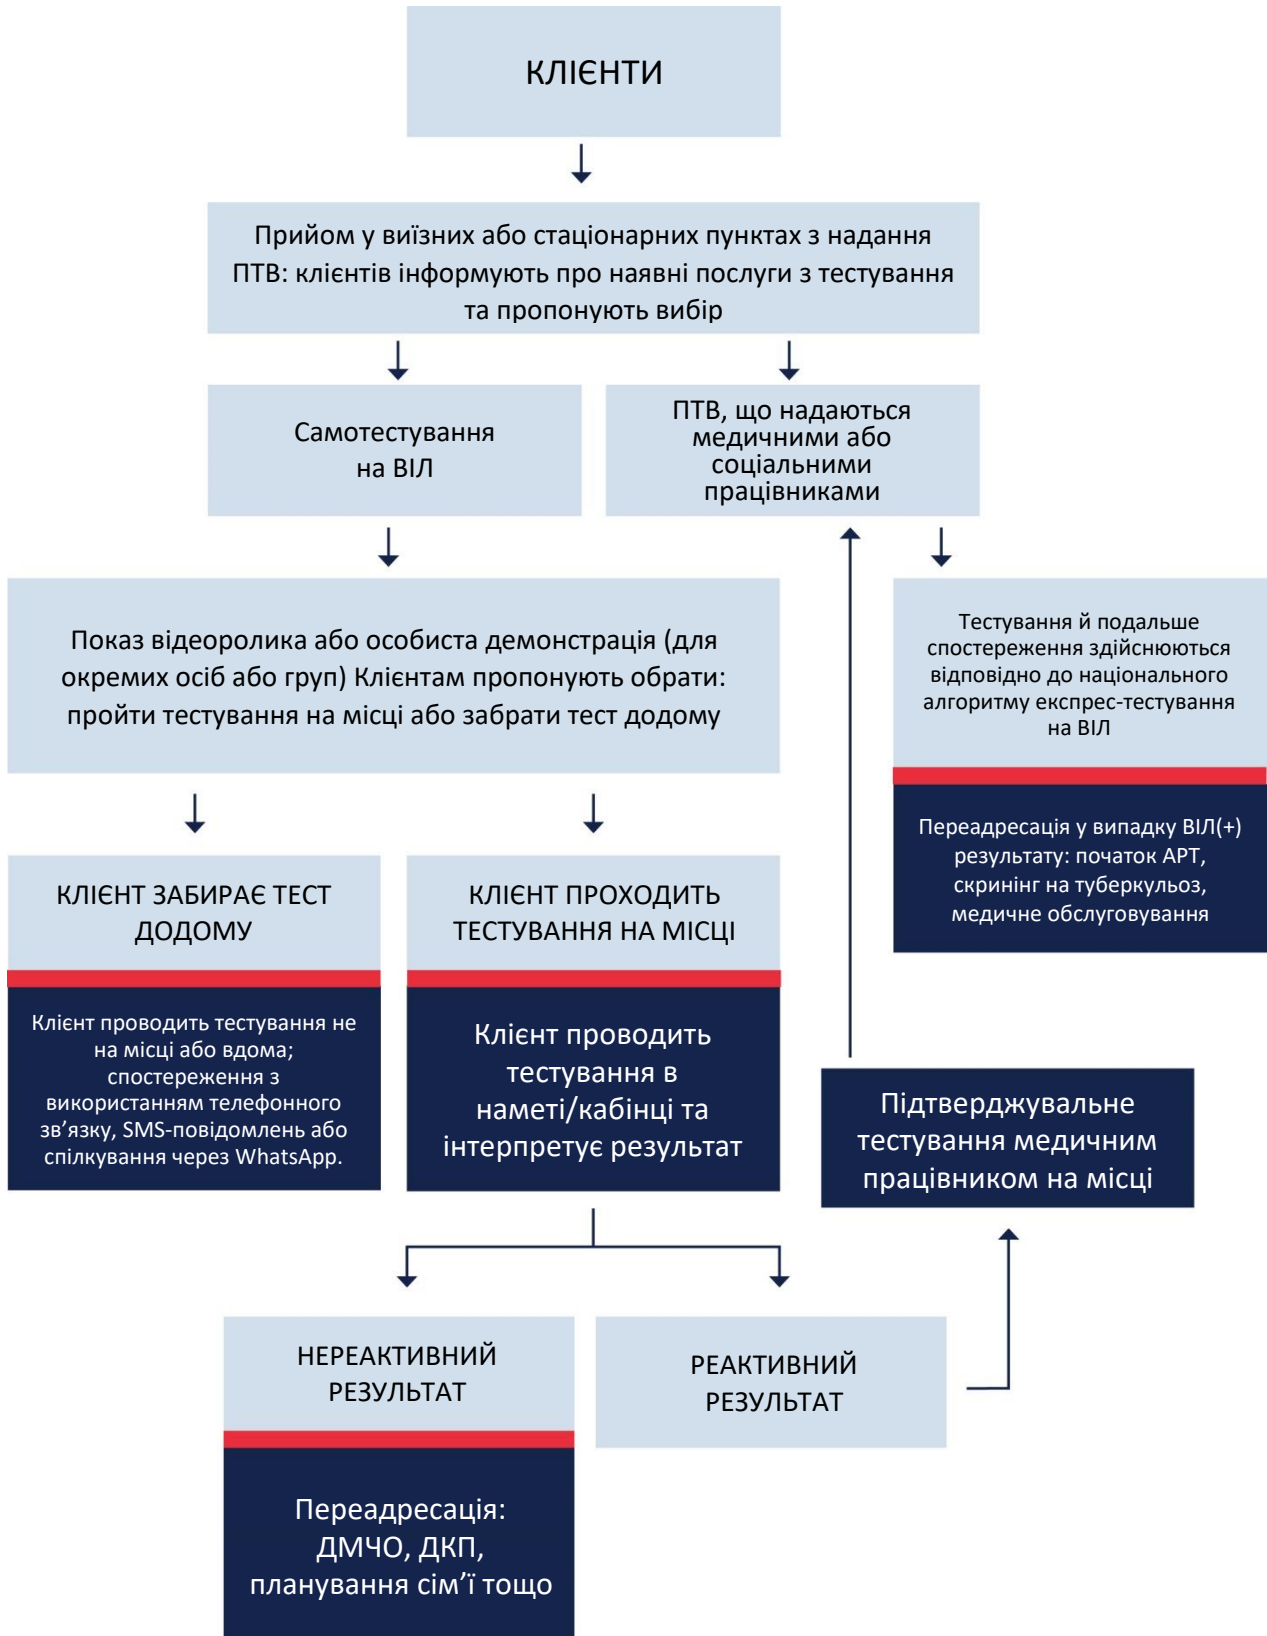 КЛІЄНТИ
Прийом у виїзних або стаціонарних пунктах з надання
ПТВ: клієнтів інформують про наявні послуги з тестування
та пропонують вибір
Самотестування
на ВІЛ
ПТВ, що надаються
медичними або
соціальними
працівниками
Показ відеоролика або особиста демонстрація (для
окремих осіб або груп) Клієнтам пропонують обрати:
пройти тестування на місці або забрати тест додому
Тестування й подальше
спостереження здійснюються
відповідно до національного
алгоритму експрес-тестування
на ВІЛ
Переадресація у випадку ВІЛ(+)
результату: початок АРТ,
скринінг на туберкульоз,
медичне обслуговування
КЛІЄНТ ЗАБИРАЄ ТЕСТ
ДОДОМУ
Клієнт проводить тестування не
на місці або вдома;
спостереження з
використанням телефонного
зв’язку, SMS-повідомлень або
спілкування через WhatsApp.
КЛІЄНТ ПРОХОДИТЬ
ТЕСТУВАННЯ НА МІСЦІ
Клієнт проводить
тестування в
наметі/кабінці та
інтерпретує результат
Підтверджувальне
тестування медичним
працівником на місці
НЕРЕАКТИВНИЙ
РЕЗУЛЬТАТ
Переадресація:
ДМЧО, ДКП,
планування сім’ї тощо
РЕАКТИВНИЙ
РЕЗУЛЬТАТ